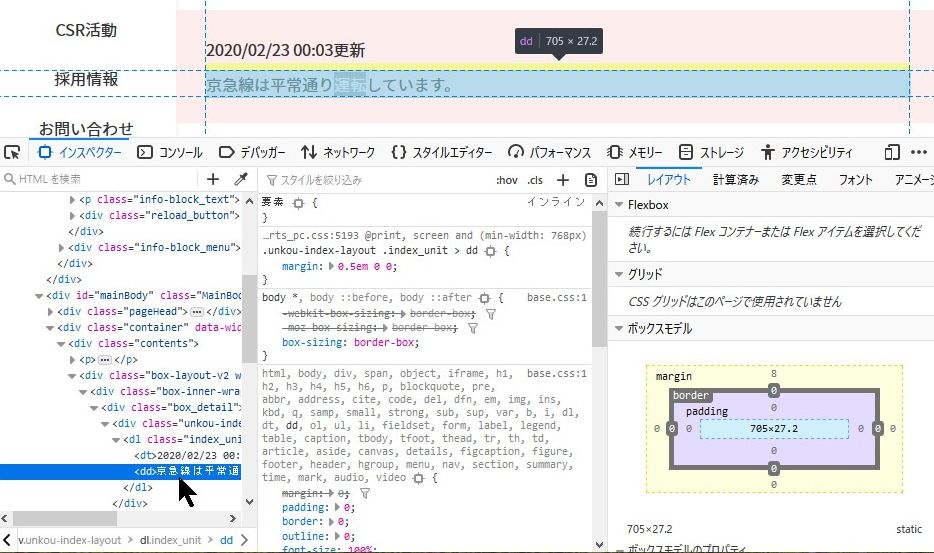 CSR活動
採用情報
お問い合わせ
2020/02/23 00:03更新
dd 705 × 27.2
京急線は平常通り運転しています。
インスペクター コンソール デバッガー ネットワーク {} スタイルエディター パフォーマンス メモリー ストレージ アクセシビリティ
HTML を検索
<p class="info-block_text">
<div class="reload_button">
</div>
<div class="info-block_menu">
</div>
</div>
<div id="mainBody" class="MainBo
<div class="pageHead"> </div>
<div class="container" data-wid
<div class="contents">
<p> </p>
<div class="box-layout-v2 w
<div class="box-inner-wra
<div class="box_detail">
<div class="unkou-inde
<dl class="index_uni
<dt>2020/02/23 00:
<dd>京急線は平常通
</dl>
</div>
v.unkou-index-layout > dl.index_unit > dd
スタイルを絞り込み :hov .cls +
要素 { インライン
}
…rts_pc.css:5193 @print, screen and (min-width: 768px)
.unkou-index-layout .index_unit > dd {
margin: 0.5em 0 0;
}
body *, body ::before, body ::after { base.css:1
-webkit-box-sizing: border-box;
-moz-box-sizing: border-box;
box-sizing: border-box;
}
html, body, div, span, object, iframe, h1, base.css:1
h2, h3, h4, h5, h6, p, blockquote, pre,
abbr, address, cite, code, del, dfn, em, img, ins,
kbd, q, samp, small, strong, sub, sup, var, b, i, dl,
dt, dd, ol, ul, li, fieldset, form, label, legend,
table, caption, tbody, tfoot, thead, tr, th, td,
article, aside, canvas, details, figcaption, figure,
footer, header, hgroup, menu, nav, section, summary,
time, mark, audio, video {
margin: 0;
padding: 0;
border: 0;
outline: 0;
font-size: 100%;
レイアウト 計算済み 変更点 フォント アニメー
Flexbox
続行するには Flex コンテナーまたは Flex アイテムを選択してくだ
さい。
グリッド
CSS グリッドはこのページで使用されていません
ボックスモデル
margin 8
border 0
padding 0
0 0 0 705×27.2 0 0 0
0
0
0
705×27.2 static
ボックスモデルのプロパティ